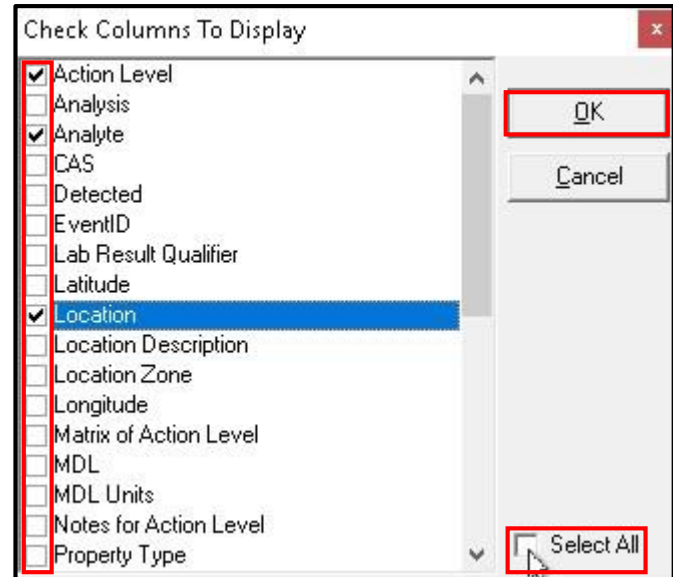 Check Columns To Display
x
Action Level
Analysis
Analyte
CAS
Detected
EventID
Lab Result Qualifier
Latitude
Location
Location Description
Location Zone
Longitude
Matrix of Action Level
MDL
MDL Units
Notes for Action Level
Property Type
OK
Cancel
Select All